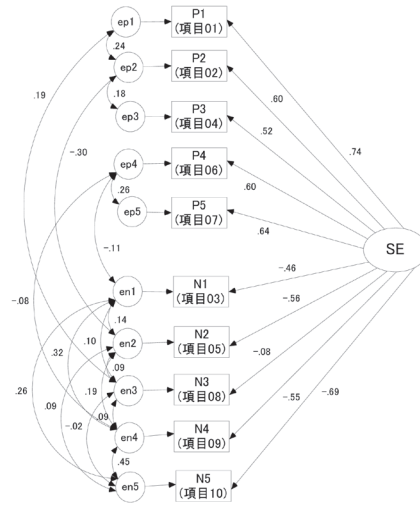 ep1
P1
(項目01)
.24
ep2
P2
(項目02)
.19
.18
.60
ep3
P3
(項目04)
.52
-.30
.74
ep4
P4
(項目06)
.60
.26
ep5
P5
(項目07)
.64
-.11
SE
en1
N1
(項目03)
-.46
-.08
.14
-.56
.10
en2
N2
(項目05)
.32
.09
-.08
.26
.19
en3
N3
(項目08)
.09
.09
-.55
-.69
-.02
en4
N4
(項目09)
.45
en5
N5
(項目10)